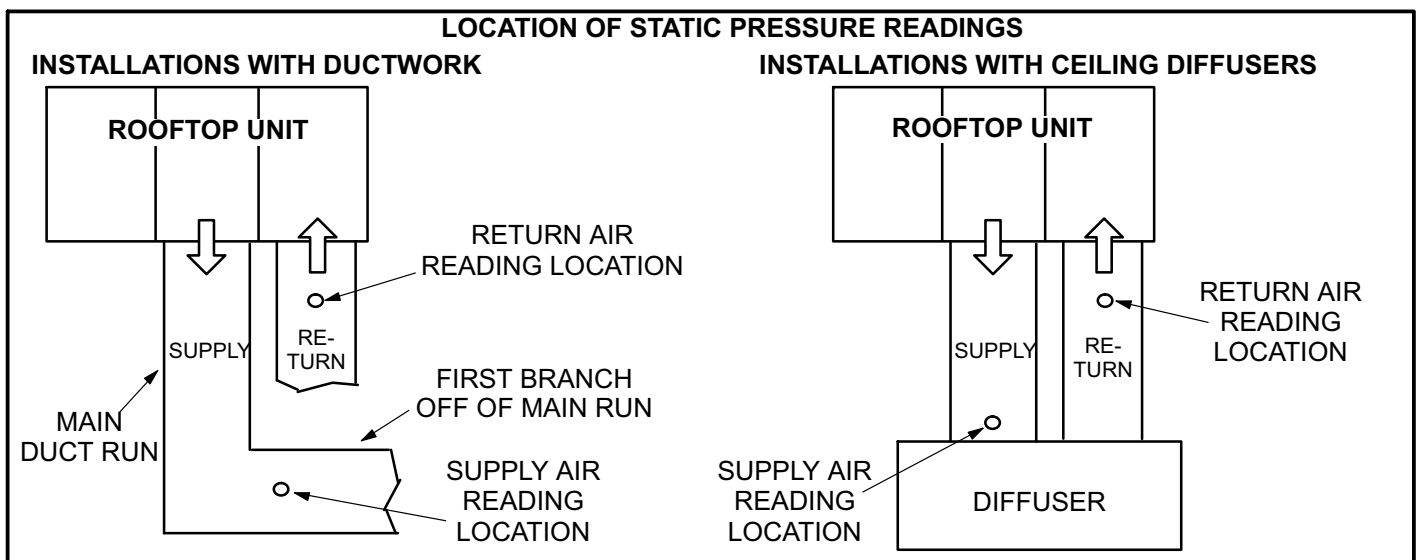 LOCATION OF STATIC PRESSURE READINGS
INSTALLATIONS WITH DUCTWORK
ROOFTOP UNIT
RETURN AIR
READING LOCATION
SUPPLY
RE-
TURN
FIRST BRANCH
OFF OF MAIN RUN
MAIN
DUCT RUN
SUPPLY AIR
READING
LOCATION
INSTALLATIONS WITH CEILING DIFFUSERS
ROOFTOP UNIT
RETURN AIR
READING
LOCATION
SUPPLY
RE-
TURN
SUPPLY AIR
READING
LOCATION
DIFFUSER